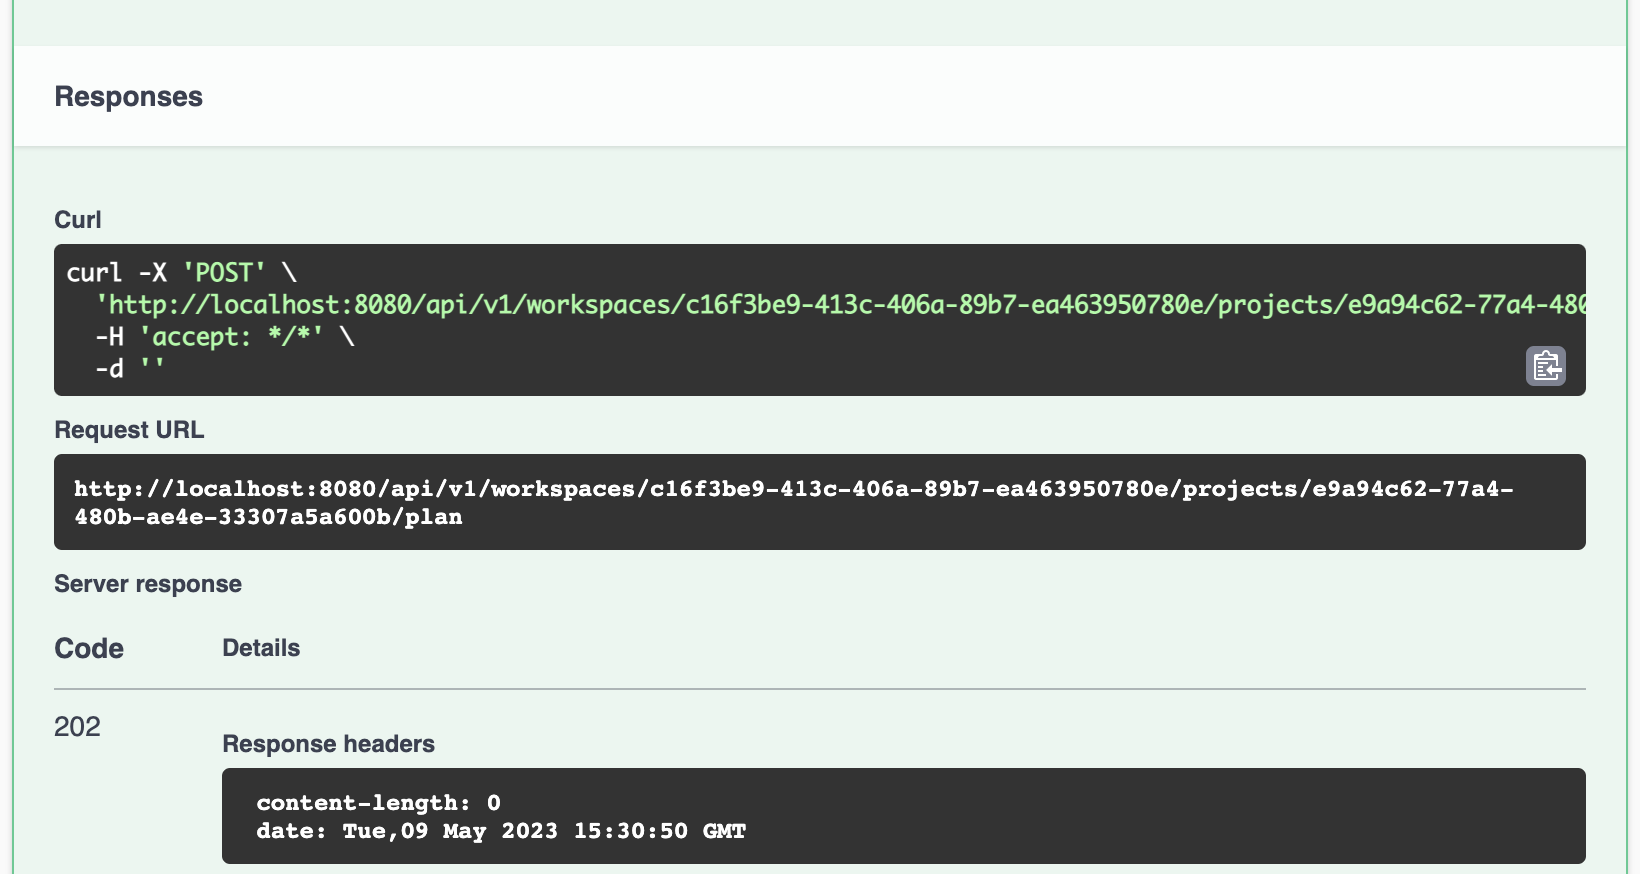 Responses
Curl
curl -X 'POST' \
'http://localhost:8080/api/v1/workspaces/c16f3be9-413c-406a-89b7-ea463950780e/projects/e9a94c62-77a4-480
-H 'accept: */*' \
-d ''
Request URL
http://localhost:8080/api/v1/workspaces/c16f3be9-413c-406a-89b7-ea463950780e/projects/e9a94c62-77a4-
480b-ae4e-33307a5a600b/plan
Server response
Code Details
202
Response headers
content-length: 0
date: Tue,09 May 2023 15:30:50 GMT